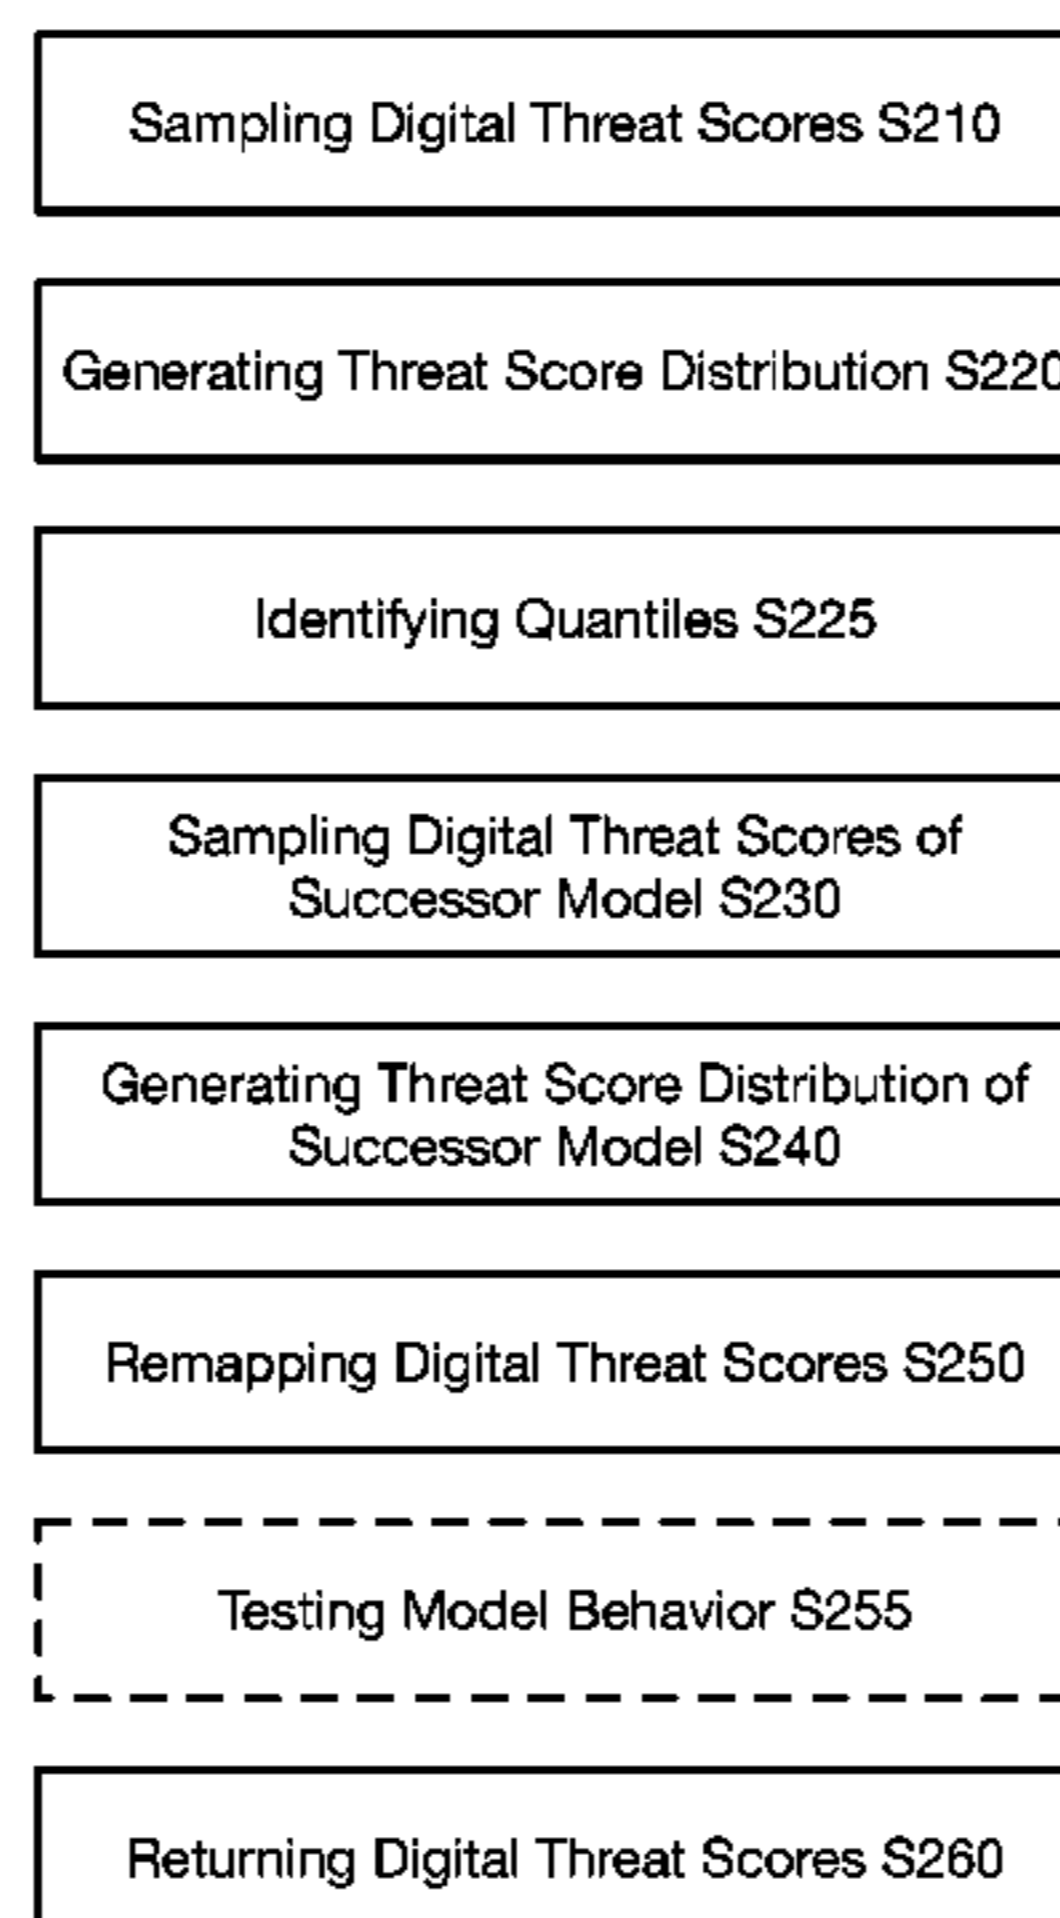 Sampling Digital Threat Scores S210
Generating Threat Score Distribution S220
Identifying Quantiles S225
Sampling Digital Threat Scores of
Successor Model S230
Generating Threat Score Distribution of
Successor Model S240
Remapping Digital Threat Scores S250
Testing Model Behavior S255
Returning Digital Threat Scores S260